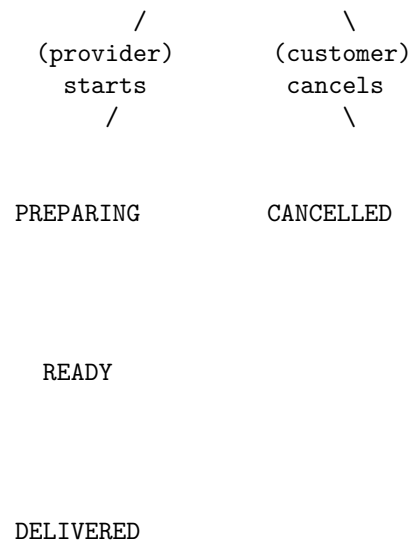 / \
(provider) (customer)
starts cancels
/ \
PREPARING CANCELLED
READY
DELIVERED